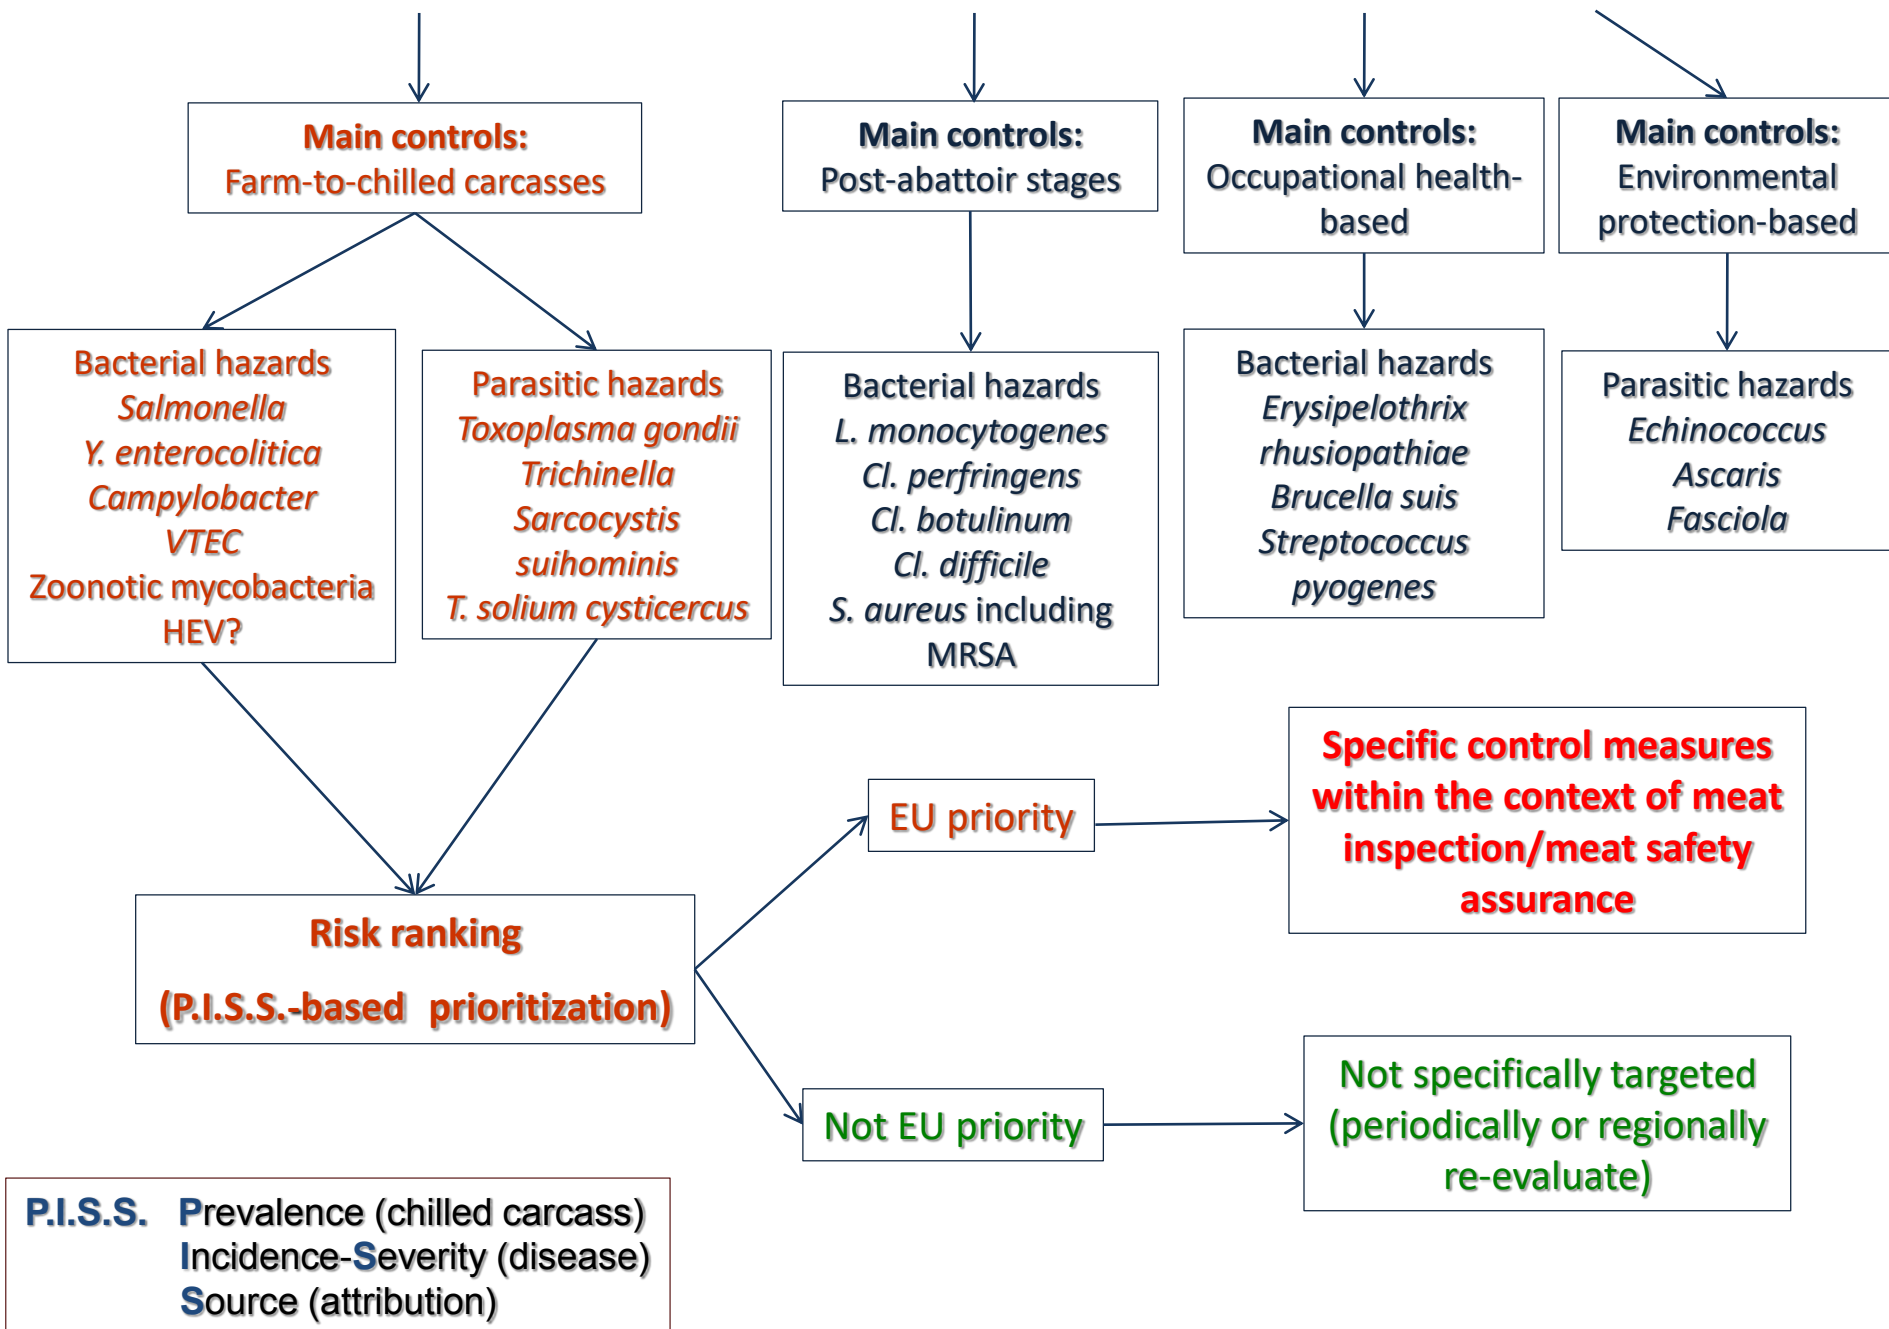 Main controls:
Farm-to-chilled carcasses
Main controls:
Post-abattoir stages
Main controls:
Occupational health-
based
Main controls:
Environmental
protection-based
Bacterial hazards
Salmonella
Y. enterocolitica
Campylobacter
VTEC
Zoonotic mycobacteria
HEV?
Parasitic hazards
Toxoplasma gondii
Trichinella
Sarcocystis
suihominis
T. solium cysticercus
Bacterial hazards
L. monocytogenes
Cl. perfringens
Cl. botulinum
Cl. difficile
S. aureus including
MRSA
Bacterial hazards
Erysipelothrix
rhusiopathiae
Brucella suis
Streptococcus
pyogenes
Parasitic hazards
Echinococcus
Ascaris
Fasciola
Risk ranking
(P.I.S.S.-based prioritization)
EU priority
Specific control measures
within the context of meat
inspection/meat safety
assurance
Not EU priority
Not specifically targeted
(periodically or regionally
re-evaluate)
P.I.S.S. Prevalence (chilled carcass)
Incidence-Severity (disease)
Source (attribution)